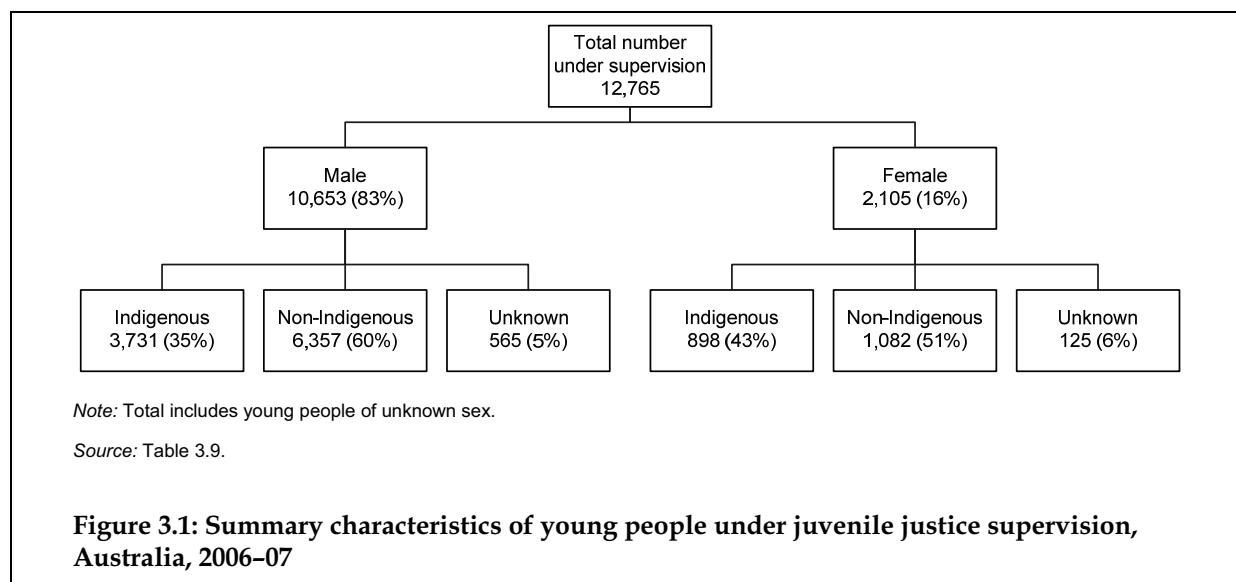 Total number
under supervision
12,765
Male
10,653 (83%)
Female
2,105 (16%)
Indigenous
3,731 (35%)
Non-Indigenous
6,357 (60%)
Unknown
565 (5%)
Indigenous
898 (43%)
Non-Indigenous
1,082 (51%)
Unknown
125 (6%)
Note: Total includes young people of unknown sex.
Source: Table 3.9.
Figure 3.1: Summary characteristics of young people under juvenile justice supervision,
Australia, 2006–07